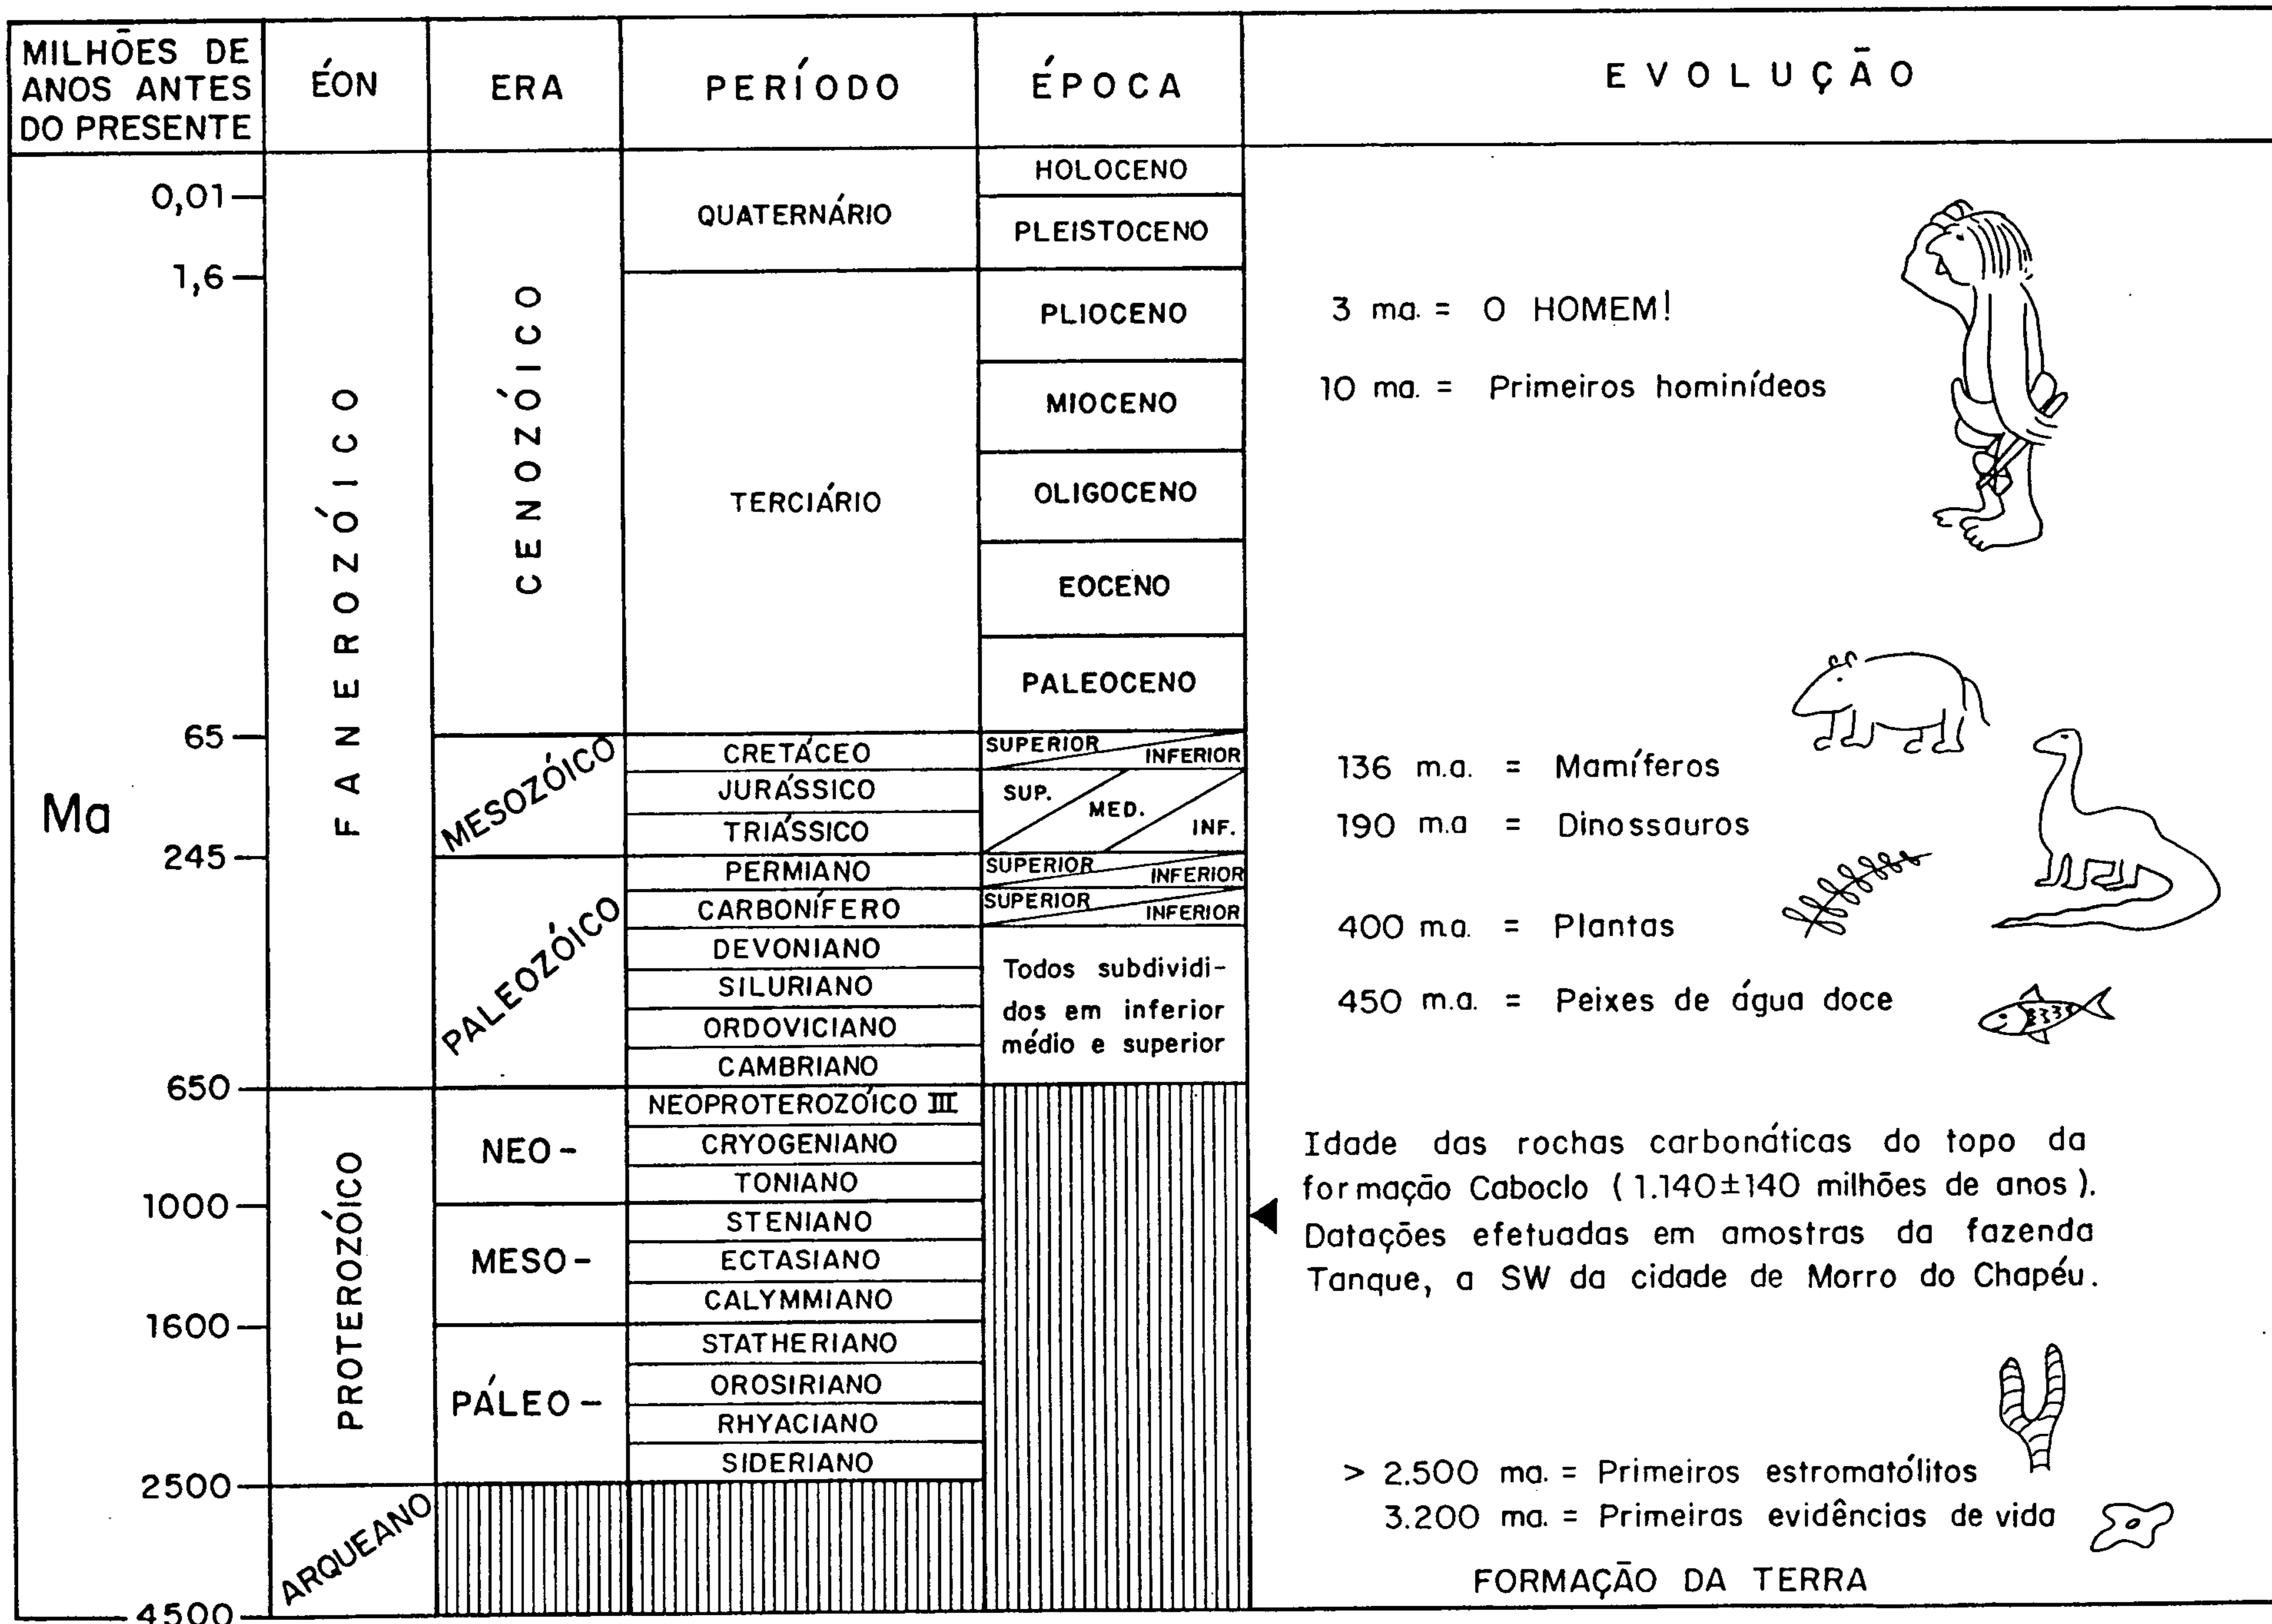 MILHÕES DE
ANOS ANTES
DO PRESENTE
ÉON
ERA
PERÍODO
ÉPOCA
EVOLUÇÃO
0,01
1,6
65
Ma
245
650
1000
1600
2500
4500
FANEROZÓICO
PROTEROZÓICO
ARQUEANO
CENOZÓICO
MESOZÓICO
PALEOZÓICO
NEO-
MESO-
PÁLEO-
QUATERNÁRIO
TERCIÁRIO
CRETÁCEO
JURÁSSICO
TRIÁSSICO
PERMIANO
CARBONÍFERO
DEVONIANO
SILURIANO
ORDOVICIANO
CAMBRIANO
NEOPROTEROZÓICO III
CRYOGENIANO
TONIANO
STENIANO
ECTASIANO
CALYMMIANO
STATHERIANO
OROSIRIANO
RHYACIANO
SIDERIANO
HOLOCENO
PLEISTOCENO
PLIOCENO
MIOCENO
OLIGOCENO
EOCENO
PALEOCENO
SUPERIOR INFERIOR
SUP. MED. INF.
SUPERIOR INFERIOR
SUPERIOR INFERIOR
Todos subdividi-
dos em inferior
médio e superior
3 ma. = O HOMEM!
10 ma. = Primeiros hominídeos
136 m.a. = Mamíferos
190 m.a = Dinossauros
400 m.a. = Plantas
450 m.a. = Peixes de água doce
Idade das rochas carbonáticas do topo da
formação Caboclo (1.140±140 milhões de anos).
Datações efetuadas em amostras da fazenda
Tanque, a SW da cidade de Morro do Chapéu.
> 2.500 ma. = Primeiros estromatólitos
3.200 ma. = Primeiras evidências de vida
FORMAÇÃO DA TERRA